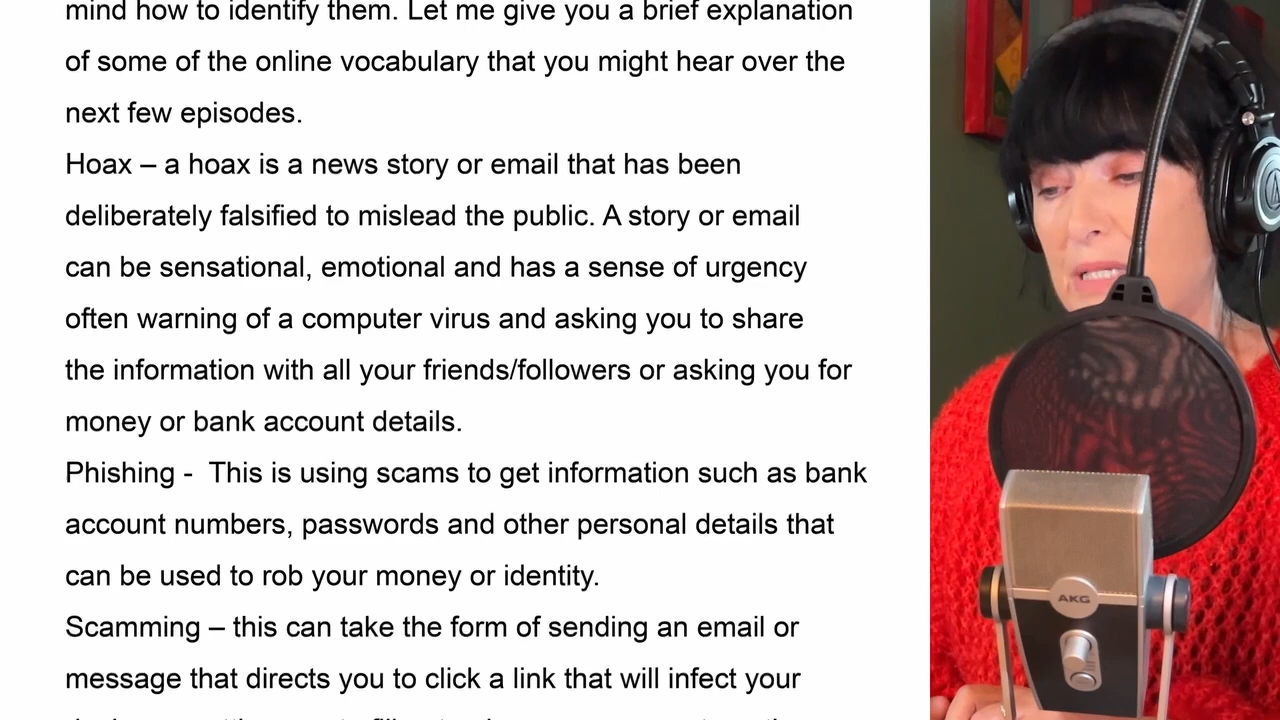 mind how to identify them. Let me give you a brief explanation
of some of the online vocabulary that you might hear over the
next few episodes.
Hoax – a hoax is a news story or email that has been
deliberately falsified to mislead the public. A story or email
can be sensational, emotional and has a sense of urgency
often warning of a computer virus and asking you to share
the information with all your friends/followers or asking you for
money or bank account details.
Phishing -  This is using scams to get information such as bank
account numbers, passwords and other personal details that
can be used to rob your money or identity.
Scamming – this can take the form of sending an email or
message that directs you to click a link that will infect your
AKG